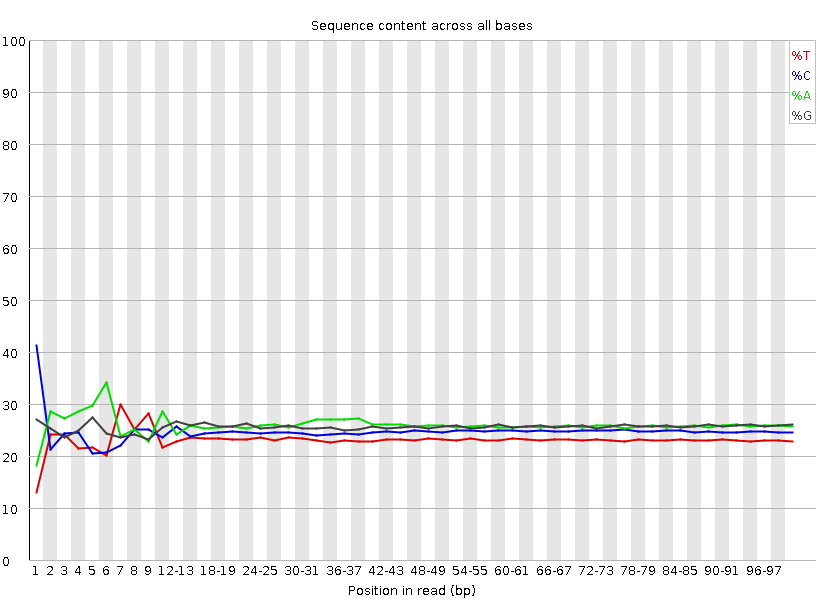 Sequence content across all bases
100
90
80
70
60
50
40
30
20
10
0
%T
%C
%A
%G
1 2 3 4 5 6 7 8 9 12-13 18-19 24-25 30-31 36-37 42-43 48-49 54-55 60-61 66-67 72-73 78-79 84-85 90-91 96-97
Position in read (bp)